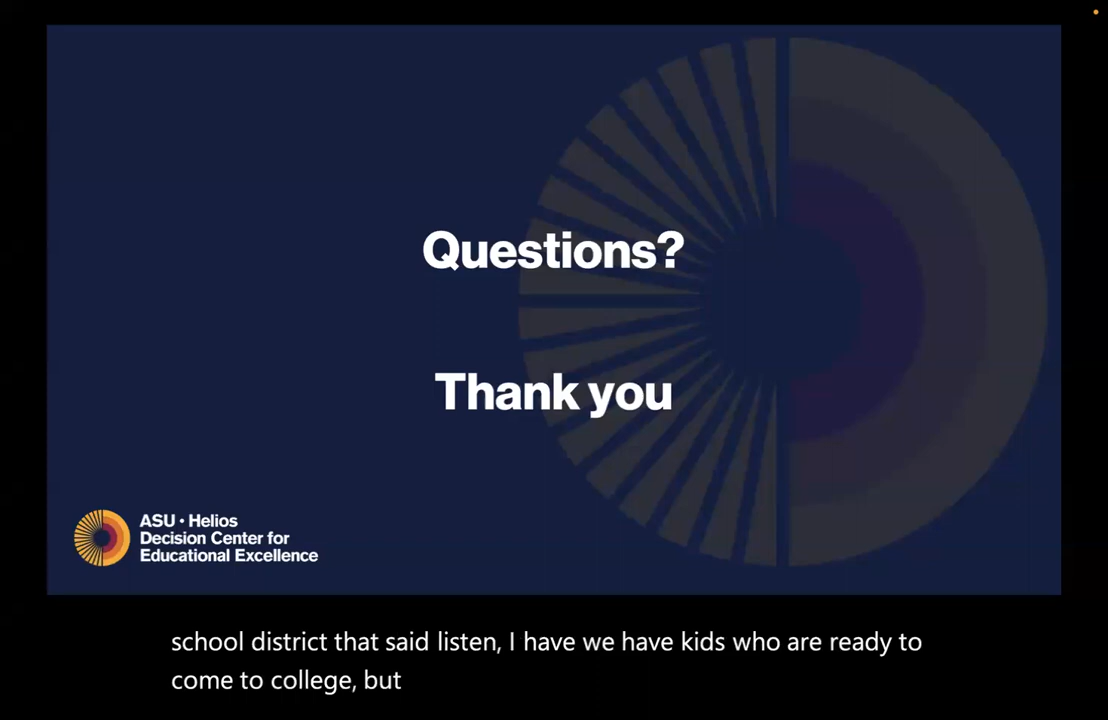 Questions?
Thank you
ASU • Helios
Decision Center for
Educational Excellence
school district that said listen, I have we have kids who are ready to
come to college, but